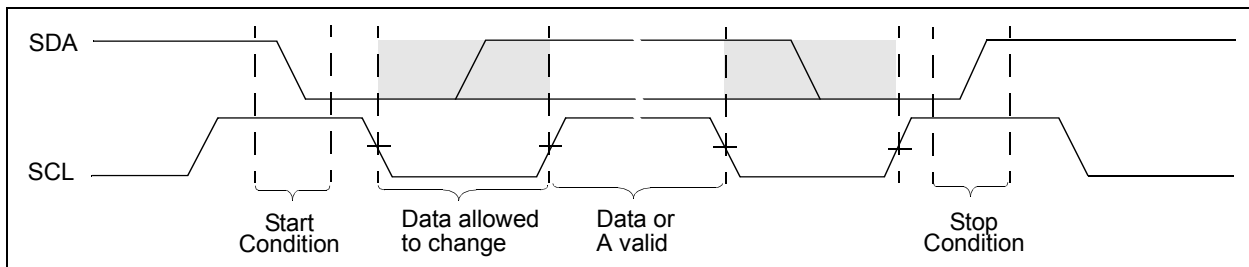 SDA
SCL
Start
Condition
Data allowed
to change
Data or
A valid
Stop
Condition